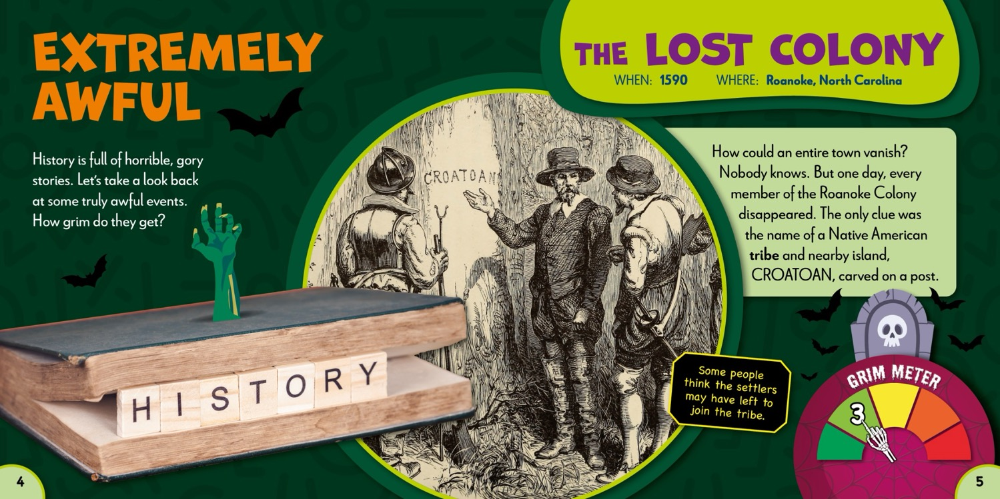 EXTREMELY
AWFUL
History is full of horrible, gory
stories. Let's take a look back
at some truly awful events.
How grim do they get?
HISTORY
4
THE LOST COLONY
WHEN: 1590 WHERE: Roanoke, North Carolina
CROATOAN
How could an entire town vanish?
Nobody knows. But one day, every
member of the Roanoke Colony
disappeared. The only clue was
the name of a Native American
tribe and nearby island,
CROATOAN, carved on a post.
Some people
think the settlers
may have left to
join the tribe.
GRIM METER
3
5